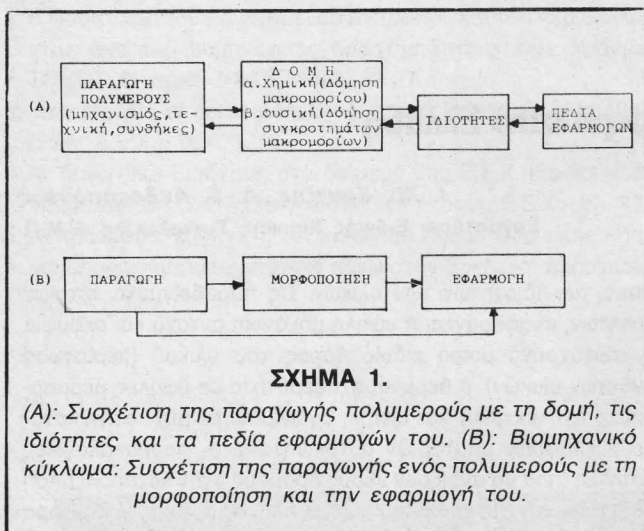 (Α)
ΠΑΡΑΓΩΓΗ
ΠΟΛΥΜΕΡΟΥΣ
(μηχανισμός,τε-
χνική,συνθήκες)
Δ Ο Μ Η
α.Χημική(Δόμηση
μακρομορίου)
β.Φυσική(Δόμηση
συγκροτημάτων
μακρομορίων)
ΙΔΙΟΤΗΤΕΣ
ΠΕΔΙΑ
ΕΦΑΡΜΟΓΩΝ
(Β)
ΠΑΡΑΓΩΓΗ
ΜΟΡΦΟΠΟΙΗΣΗ
ΕΦΑΡΜΟΓΗ
ΣΧΗΜΑ 1.
(Α): Συσχέτιση της παραγωγής πολυμερούς με τη δομή, τις
ιδιότητες και τα πεδία εφαρμογών του. (Β): Βιομηχανικό
κύκλωμα: Συσχέτιση της παραγωγής ενός πολυμερούς με τη
μορφοποίηση και την εφαρμογή του.